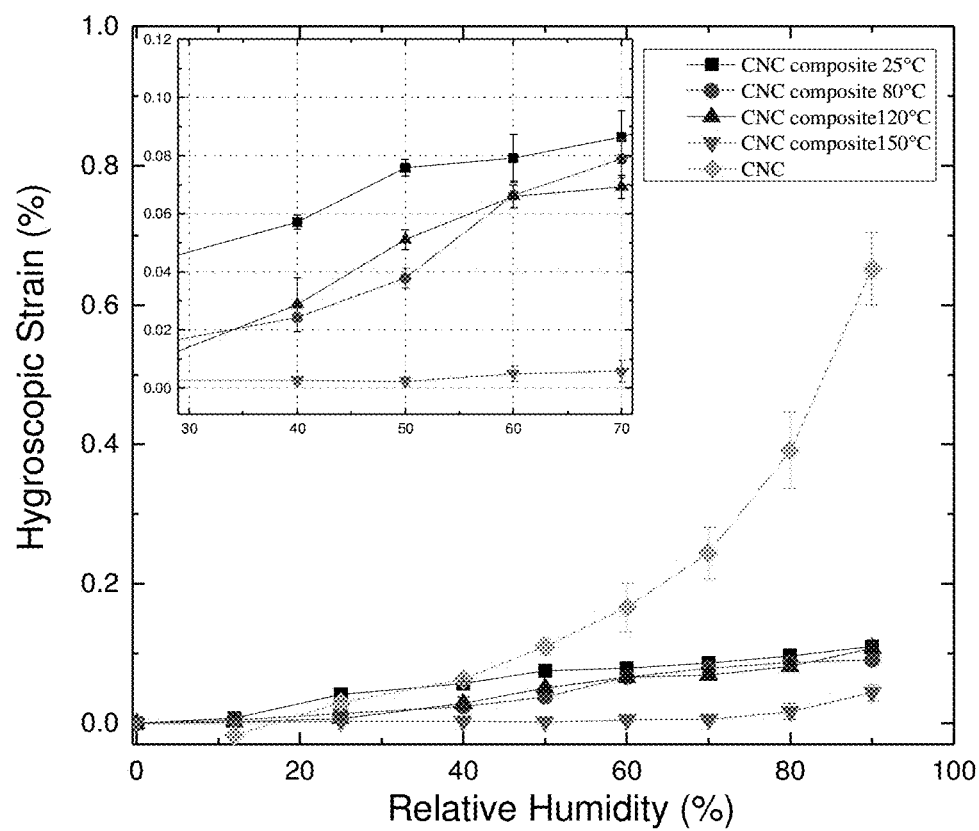 1.0
0.8
0.6
0.4
0.2
0.0
Hygroscopic Strain (%)
0.12
0.10
0.08
0.06
0.04
0.02
0.00
30 40 50 60 70
CNC composite 25°C
CNC composite 80°C
CNC composite120°C
CNC composite150°C
CNC
0 20 40 60 80 100
Relative Humidity (%)